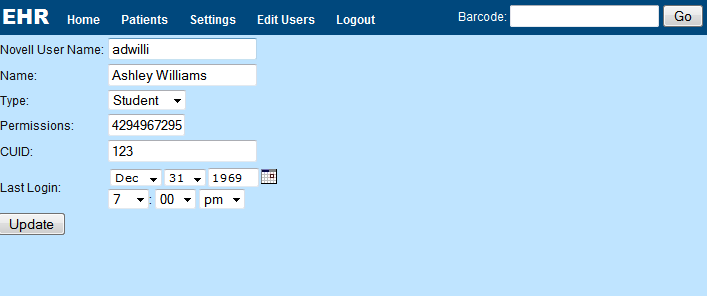 EHR Home Patients Settings Edit Users Logout Barcode: Go
Novell User Name: adwilli
Name: Ashley Williams
Type: Student
Permissions: 4294967295
CUID: 123
Last Login: Dec 31 1969
7 : 00 pm
Update